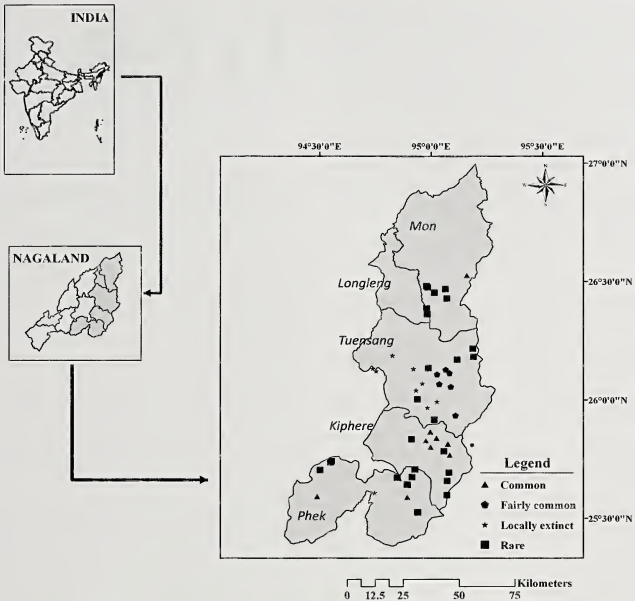 INDIA
NAGALAND
94°30'0"E 95°0'0"E 95°30'0"E
27°0'0"N
26°30'0"N
26°0'0"N
25°30'0"N
Mon
Longleng
Tuensang
Kiphere
Phek
N
Legend
Common
Fairly common
Locally extinct
Rare
Kilometers
0 12.5 25 50 75